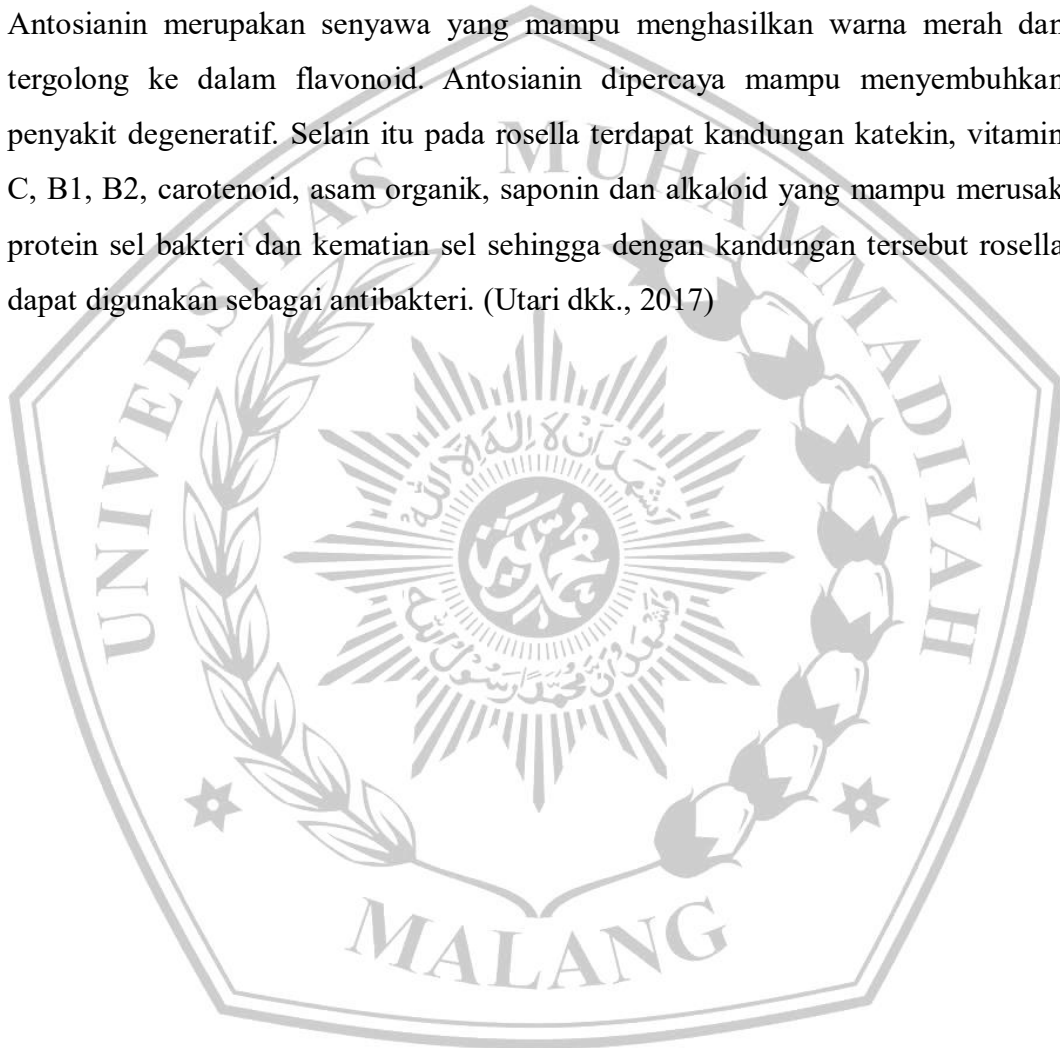 Antosianin merupakan senyawa yang mampu menghasilkan warna merah dan
tergolong ke dalam flavonoid. Antosianin dipercaya mampu menyembuhkan
penyakit degeneratif. Selain itu pada rosella terdapat kandungan katekin, vitamin
C, B1, B2, carotenoid, asam organik, saponin dan alkaloid yang mampu merusak
protein sel bakteri dan kematian sel sehingga dengan kandungan tersebut rosella
dapat digunakan sebagai antibakteri. (Utari dkk., 2017)
UNIVERSITAS MUHAMMADIYAH
MALANG